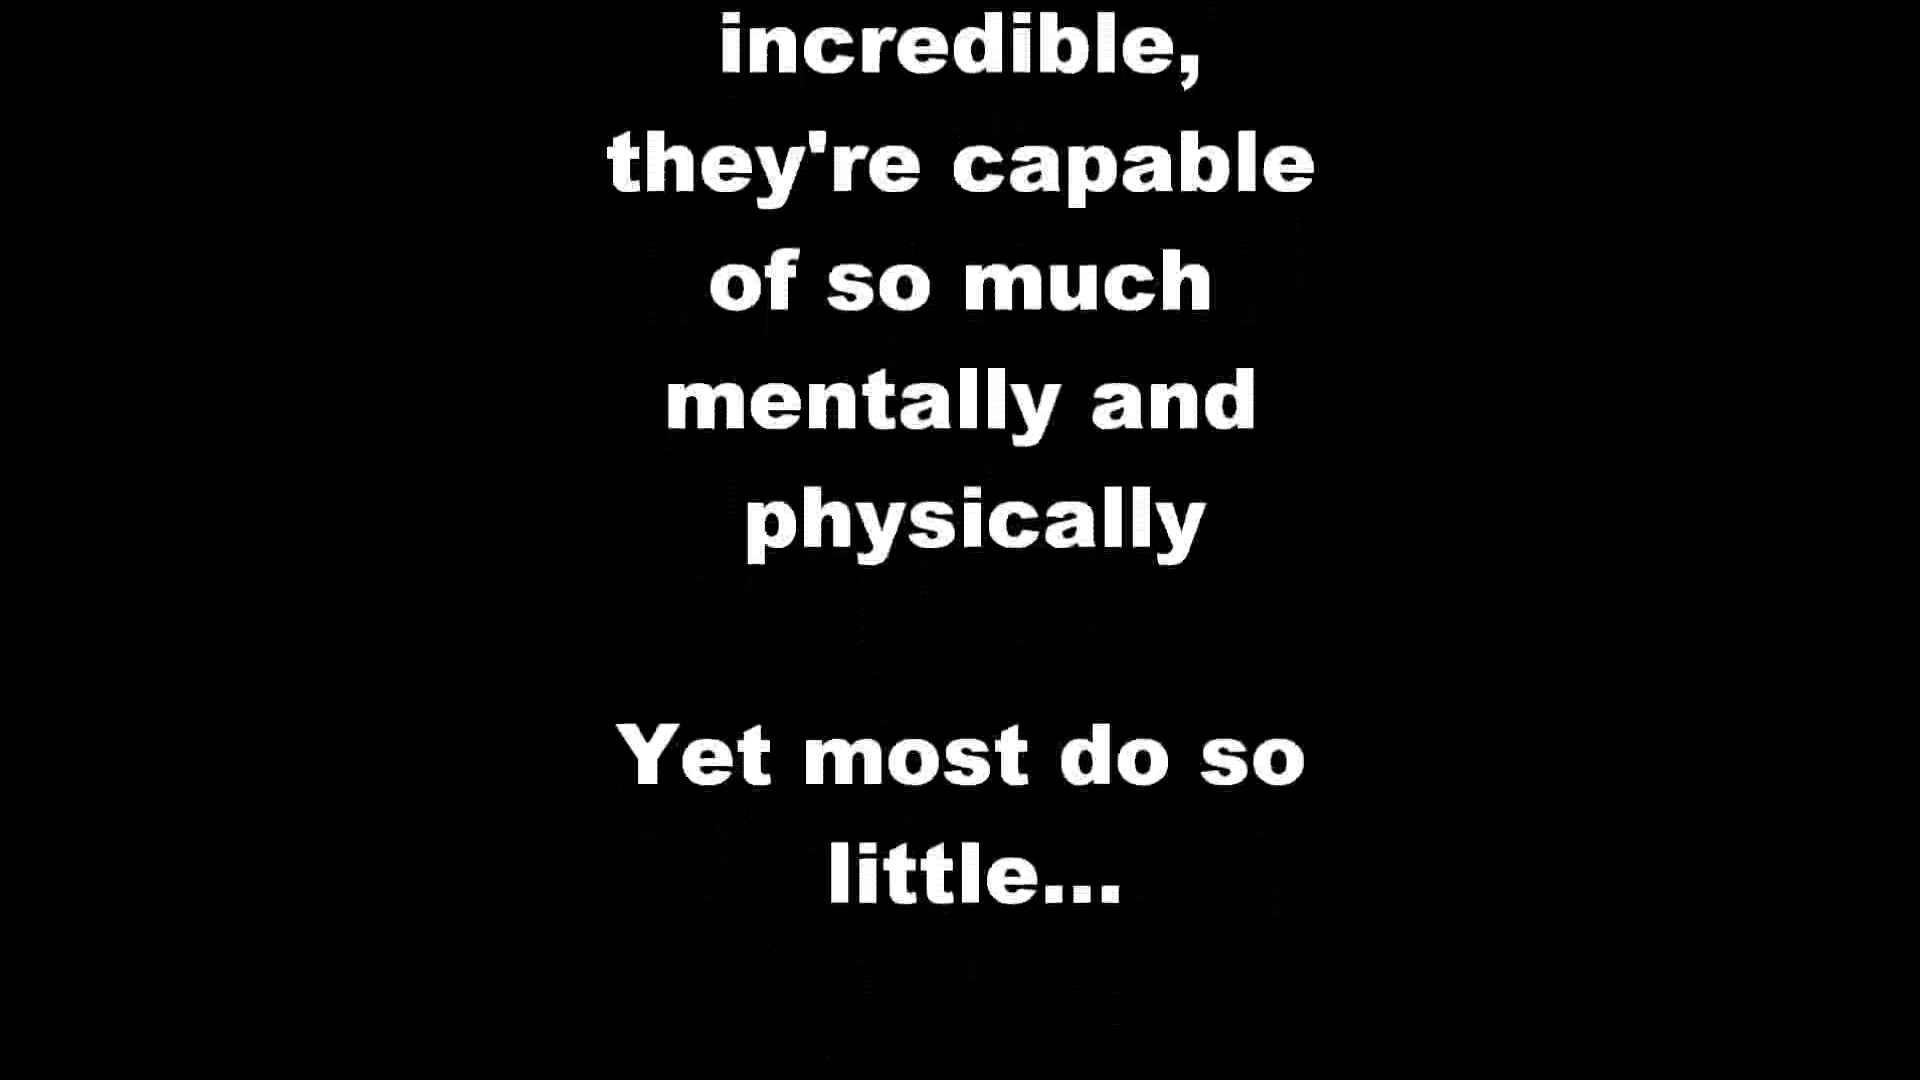 incredible,
they're capable
of so much
mentally and
physically
Yet most do so
little...